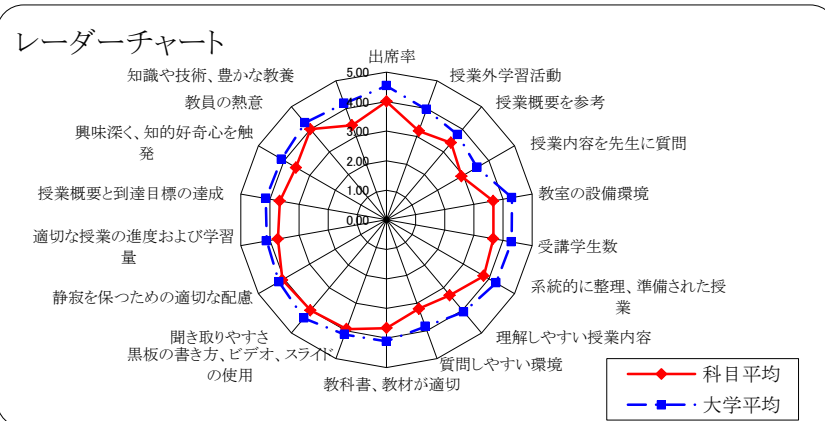 レーダーチャート
出席率
授業外学習活動
授業概要を参考
授業内容を先生に質問
教室の設備環境
受講学生数
系統的に整理、準備された授
業
理解しやすい授業内容
質問しやすい環境
教科書、教材が適切
黒板の書き方、ビデオ、スライド
の使用
聞き取りやすさ
静寂を保つための適切な配慮
適切な授業の進度および学習
量
授業概要と到達目標の達成
興味深く、知的好奇心を触
発
教員の熱意
知識や技術、豊かな教養
5.00
4.00
3.00
2.00
1.00
0.00
科目平均
大学平均